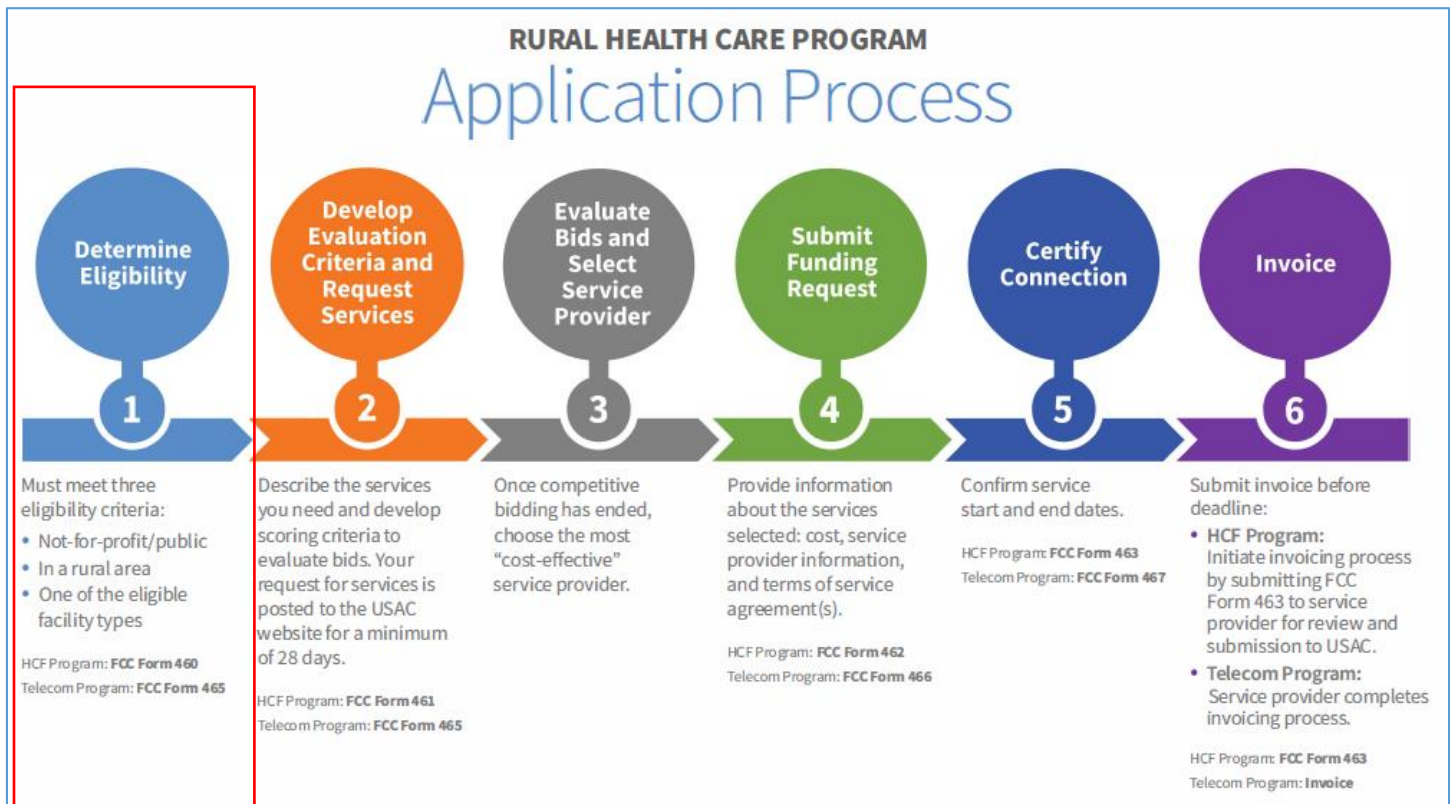 RURAL HEALTH CARE PROGRAM
Application Process
Determine
Eligibility
1
Must meet three
eligibility criteria:
• Not-for-profit/public
• In a rural area
• One of the eligible
facility types
HCF Program: FCC Form 460
Telecom Program: FCC Form 465
Develop
Evaluation
Criteria and
Request
Services
2
Describe the services
you need and develop
scoring criteria to
evaluate bids. Your
request for services is
posted to the USAC
website for a minimum
of 28 days.
HCF Program: FCC Form 461
Telecom Program: FCC Form 465
Evaluate
Bids and
Select
Service
Provider
3
Once competitive
bidding has ended,
choose the most
“cost-effective”
service provider.
Submit
Funding
Request
4
Provide information
about the services
selected: cost, service
provider information,
and terms of service
agreement(s).
HCF Program: FCC Form 462
Telecom Program: FCC Form 466
Certify
Connection
5
Confirm service
start and end dates.
HCF Program: FCC Form 463
Telecom Program: FCC Form 467
Invoice
6
Submit invoice before
deadline:
• HCF Program:
Initiate invoicing process
by submitting FCC
Form 463 to service
provider for review and
submission to USAC.
• Telecom Program:
Service provider completes
invoicing process.
HCF Program: FCC Form 463
Telecom Program: Invoice